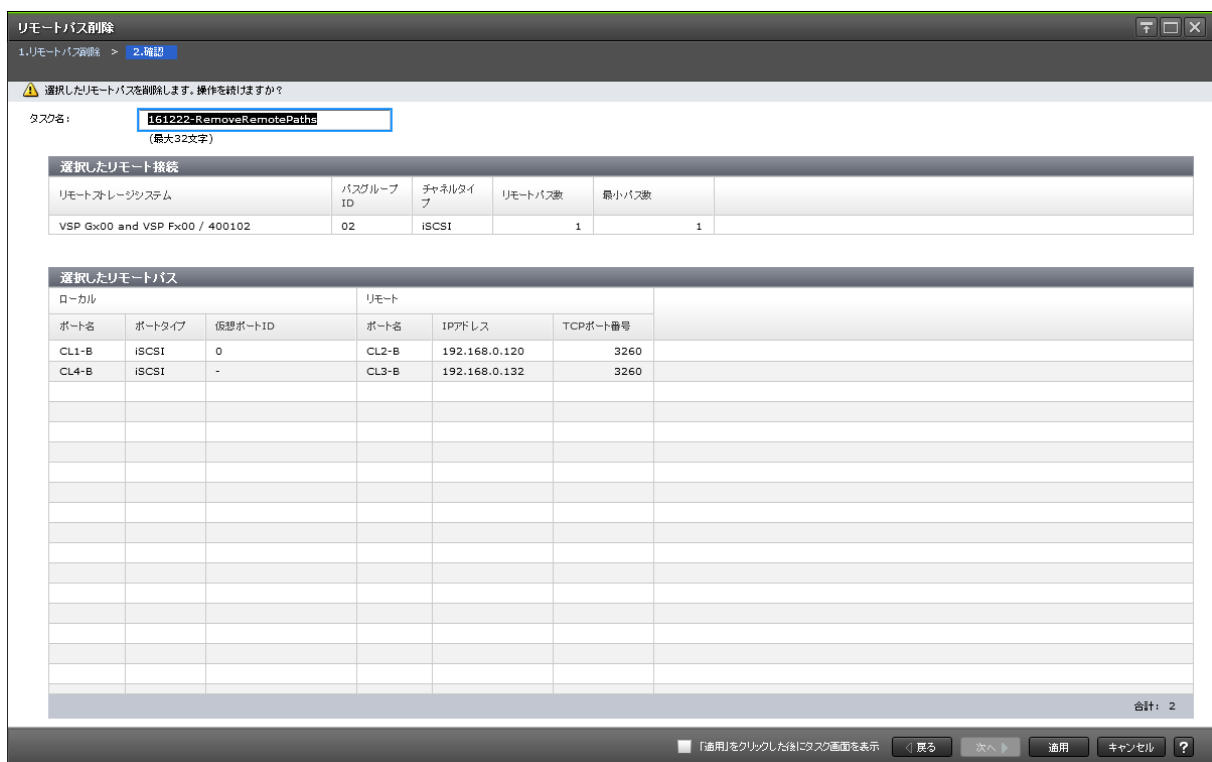 リモートパス削除
1.リモートパス削除 > 2.確認
選択したリモートパスを削除します。操作を続けますか?
タスク名: 161222-RemoveRemotePaths
(最大32文字)
選択したリモート接続
リモートストレージシステム パスグループID チャネルタイプ リモートパス数 最小パス数
VSP Gx00 and VSP Fx00 / 400102 02 iSCSI 1 1
選択したリモートパス
ローカル リモート
ポート名 ポートタイプ 仮想ポートID ポート名 IPアドレス TCPポート番号
CL1-B iSCSI 0 CL2-B 192.168.0.120 3260
CL4-B iSCSI - CL3-B 192.168.0.132 3260
合計: 2
「適用」をクリックした後にタスク画面を表示 戻る 次へ 適用 キャンセル ?